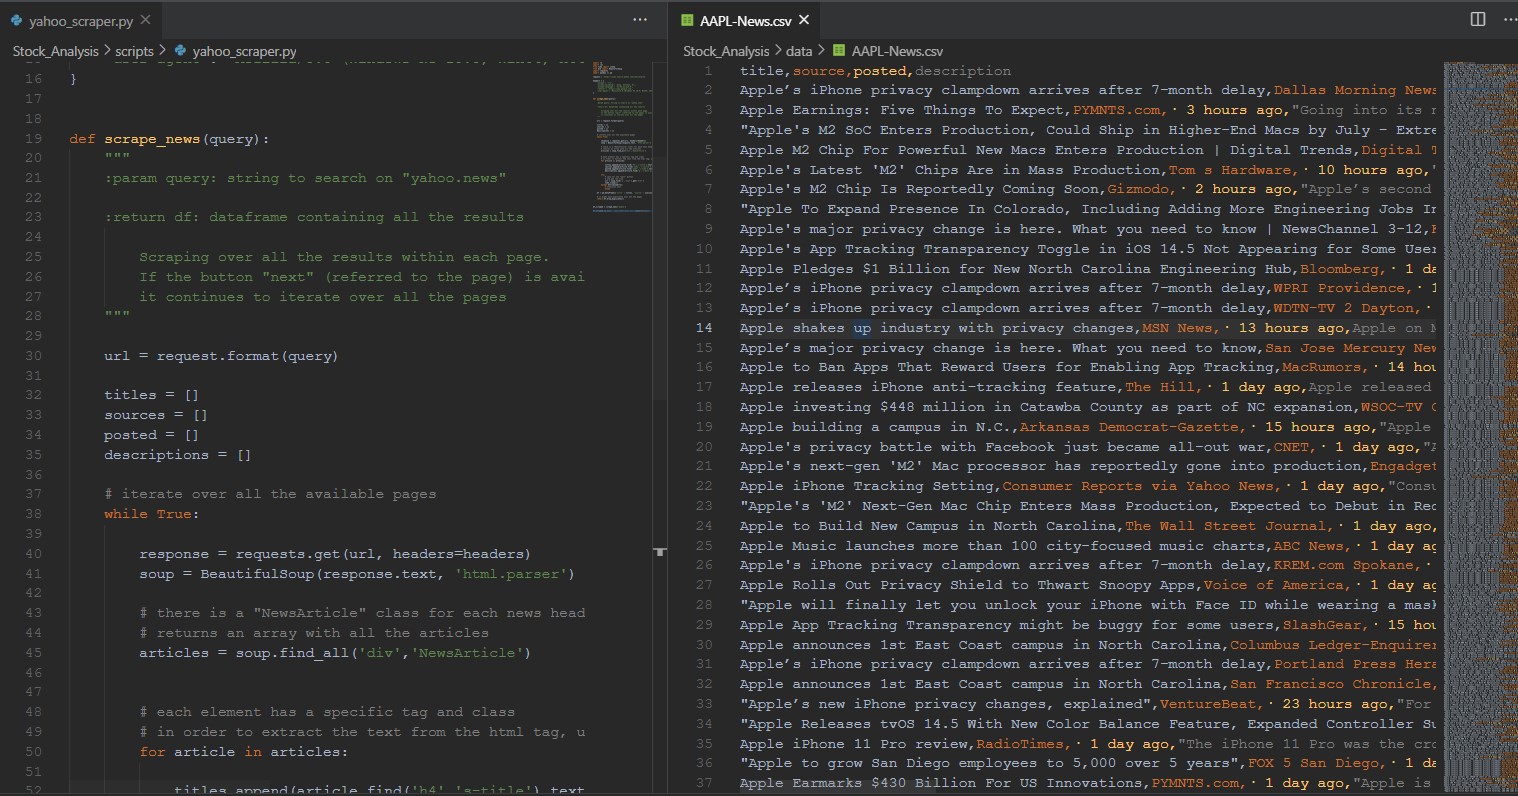 yahoo_scraper.py
Stock_Analysis > scripts > yahoo_scraper.py
16 }
17
18
19 def scrape_news(query):
20 """
21 :param query: string to search on "yahoo.news"
22
23 :return df: dataframe containing all the results
24
25 Scraping over all the results within each page.
26 If the button "next" (referred to the page) is avai
27 it continues to iterate over all the pages
28 """
29
30 url = request.format(query)
31
32 titles = []
33 sources = []
34 posted = []
35 descriptions = []
36
37 # iterate over all the available pages
38 while True:
39
40 response = requests.get(url, headers=headers)
41 soup = BeautifulSoup(response.text, 'html.parser')
42
43 # there is a "NewsArticle" class for each news head
44 # returns an array with all the articles
45 articles = soup.find_all('div','NewsArticle')
46
47
48 # each element has a specific tag and class
49 # in order to extract the text from the html tag, u
50 for article in articles:
51
52 titles.append(article.find('h4','s-title').text
AAPL-News.csv
Stock_Analysis > data > AAPL-News.csv
1 title,source,posted,description
2 Apple’s iPhone privacy clampdown arrives after 7-month delay,Dallas Morning News
3 Apple Earnings: Five Things To Expect,PYMNTS.com, · 3 hours ago,"Going into its
4 "Apple's M2 SoC Enters Production, Could Ship in Higher-End Macs by July – Extre
5 Apple M2 Chip For Powerful New Macs Enters Production | Digital Trends,Digital T
6 Apple's Latest 'M2' Chips Are in Mass Production,Tom s Hardware, · 10 hours ago,"
7 Apple's M2 Chip Is Reportedly Coming Soon,Gizmodo, · 2 hours ago,"Apple’s second
8 "Apple To Expand Presence In Colorado, Including Adding More Engineering Jobs In
9 Apple's major privacy change is here. What you need to know | NewsChannel 3-12,
10 Apple's App Tracking Transparency Toggle in iOS 14.5 Not Appearing for Some User
11 Apple Pledges $1 Billion for New North Carolina Engineering Hub,Bloomberg, · 1 da
12 Apple’s iPhone privacy clampdown arrives after 7-month delay,WPRI Providence, · 1
13 Apple’s iPhone privacy clampdown arrives after 7-month delay,WDTN-TV 2 Dayton, ·
14 Apple shakes up industry with privacy changes,MSN News, · 13 hours ago,Apple on
15 Apple’s major privacy change is here. What you need to know,San Jose Mercury New
16 Apple to Ban Apps That Reward Users for Enabling App Tracking,MacRumors, · 14 hou
17 Apple releases iPhone anti-tracking feature,The Hill, · 1 day ago,Apple released
18 Apple investing $448 million in Catawba County as part of NC expansion,WSOC-TV
19 Apple building a campus in N.C.,Arkansas Democrat-Gazette, · 15 hours ago,"Apple
20 Apple's privacy battle with Facebook just became all-out war,CNET, · 1 day ago,"
21 Apple's next-gen 'M2' Mac processor has reportedly gone into production,Engadget
22 Apple iPhone Tracking Setting,Consumer Reports via Yahoo News, · 1 day ago,"Consu
23 "Apple's 'M2' Next-Gen Mac Chip Enters Mass Production, Expected to Debut in Red
24 Apple to Build New Campus in North Carolina,The Wall Street Journal, · 1 day ago,
25 Apple Music launches more than 100 city-focused music charts,ABC News, · 1 day ag
26 Apple's iPhone privacy clampdown arrives after 7-month delay,KREM.com Spokane, ·
27 Apple Rolls Out Privacy Shield to Thwart Snoopy Apps,Voice of America, · 1 day ag
28 "Apple will finally let you unlock your iPhone with Face ID while wearing a mask
29 Apple App Tracking Transparency might be buggy for some users,SlashGear, · 15 hou
30 Apple announces 1st East Coast campus in North Carolina,Columbus Ledger-Enquirer
31 Apple’s iPhone privacy clampdown arrives after 7-month delay,Portland Press Hera
32 Apple announces 1st East Coast campus in North Carolina,San Francisco Chronicle,
33 "Apple’s new iPhone privacy changes, explained",VentureBeat, · 23 hours ago,"For
34 "Apple Releases tvOS 14.5 With New Color Balance Feature, Expanded Controller Su
35 Apple iPhone 11 Pro review,RadioTimes, · 1 day ago,"The iPhone 11 Pro was the cro
36 "Apple to grow San Diego employees to 5,000 over 5 years",FOX 5 San Diego, · 1 da
37 Apple Earmarks $430 Billion For US Innovations,PYMNTS.com, · 1 day ago,"Apple is